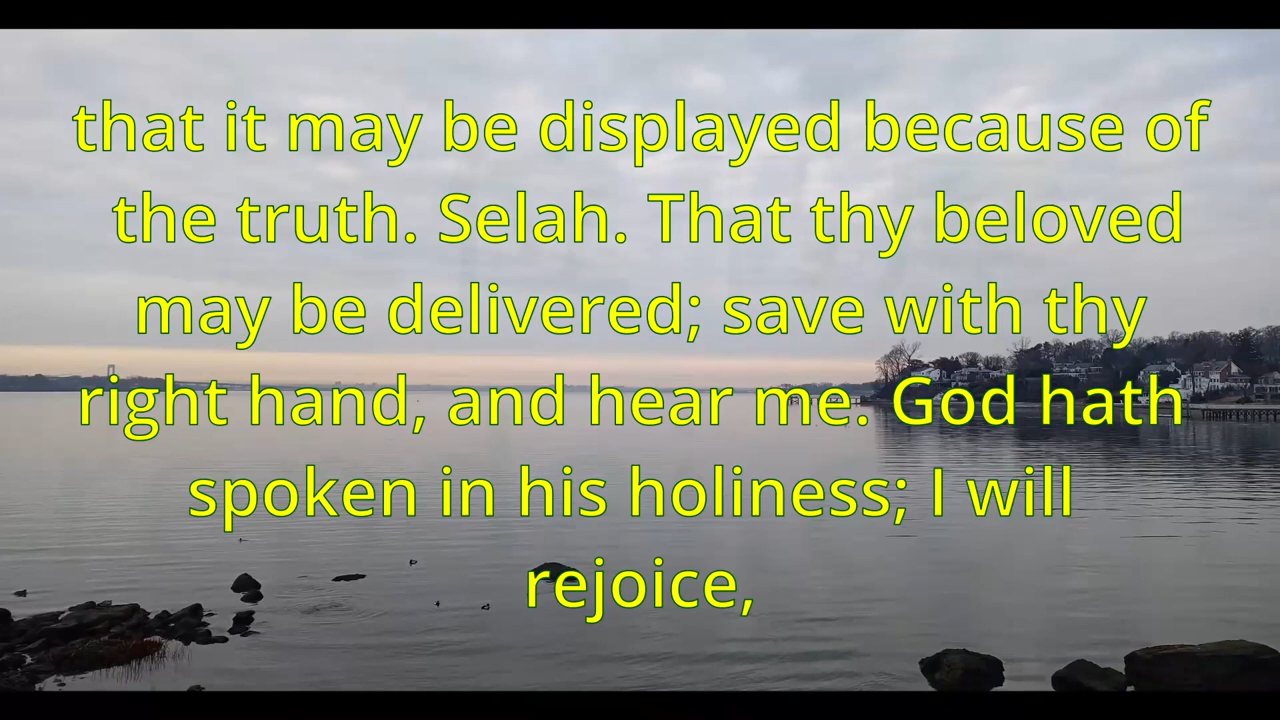 that it may be displayed because of
the truth. Selah. That thy beloved
may be delivered; save with thy
right hand, and hear me. God hath
spoken in his holiness; I will
rejoice,